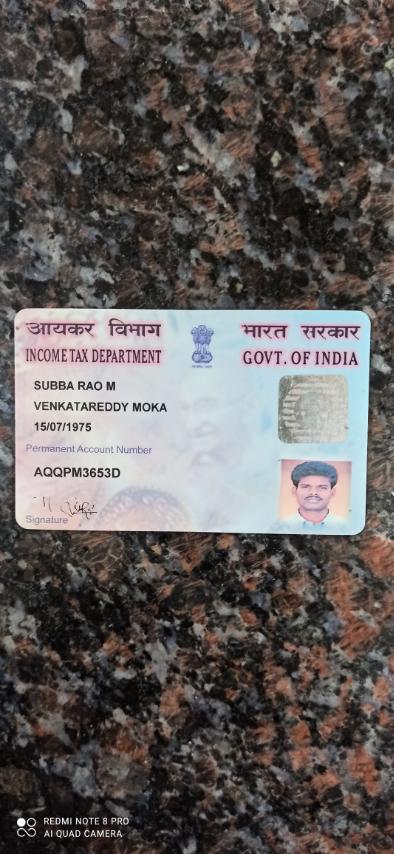 आयकर विभाग
भारत सरकार
INCOME TAX DEPARTMENT
GOVT. OF INDIA
SUBBA RAO M
VENKATAREDDY MOKA
15/07/1975
Permanent Account Number
AQQPM3653D
Signature
REDMI NOTE 8 PRO
AI QUAD CAMERA